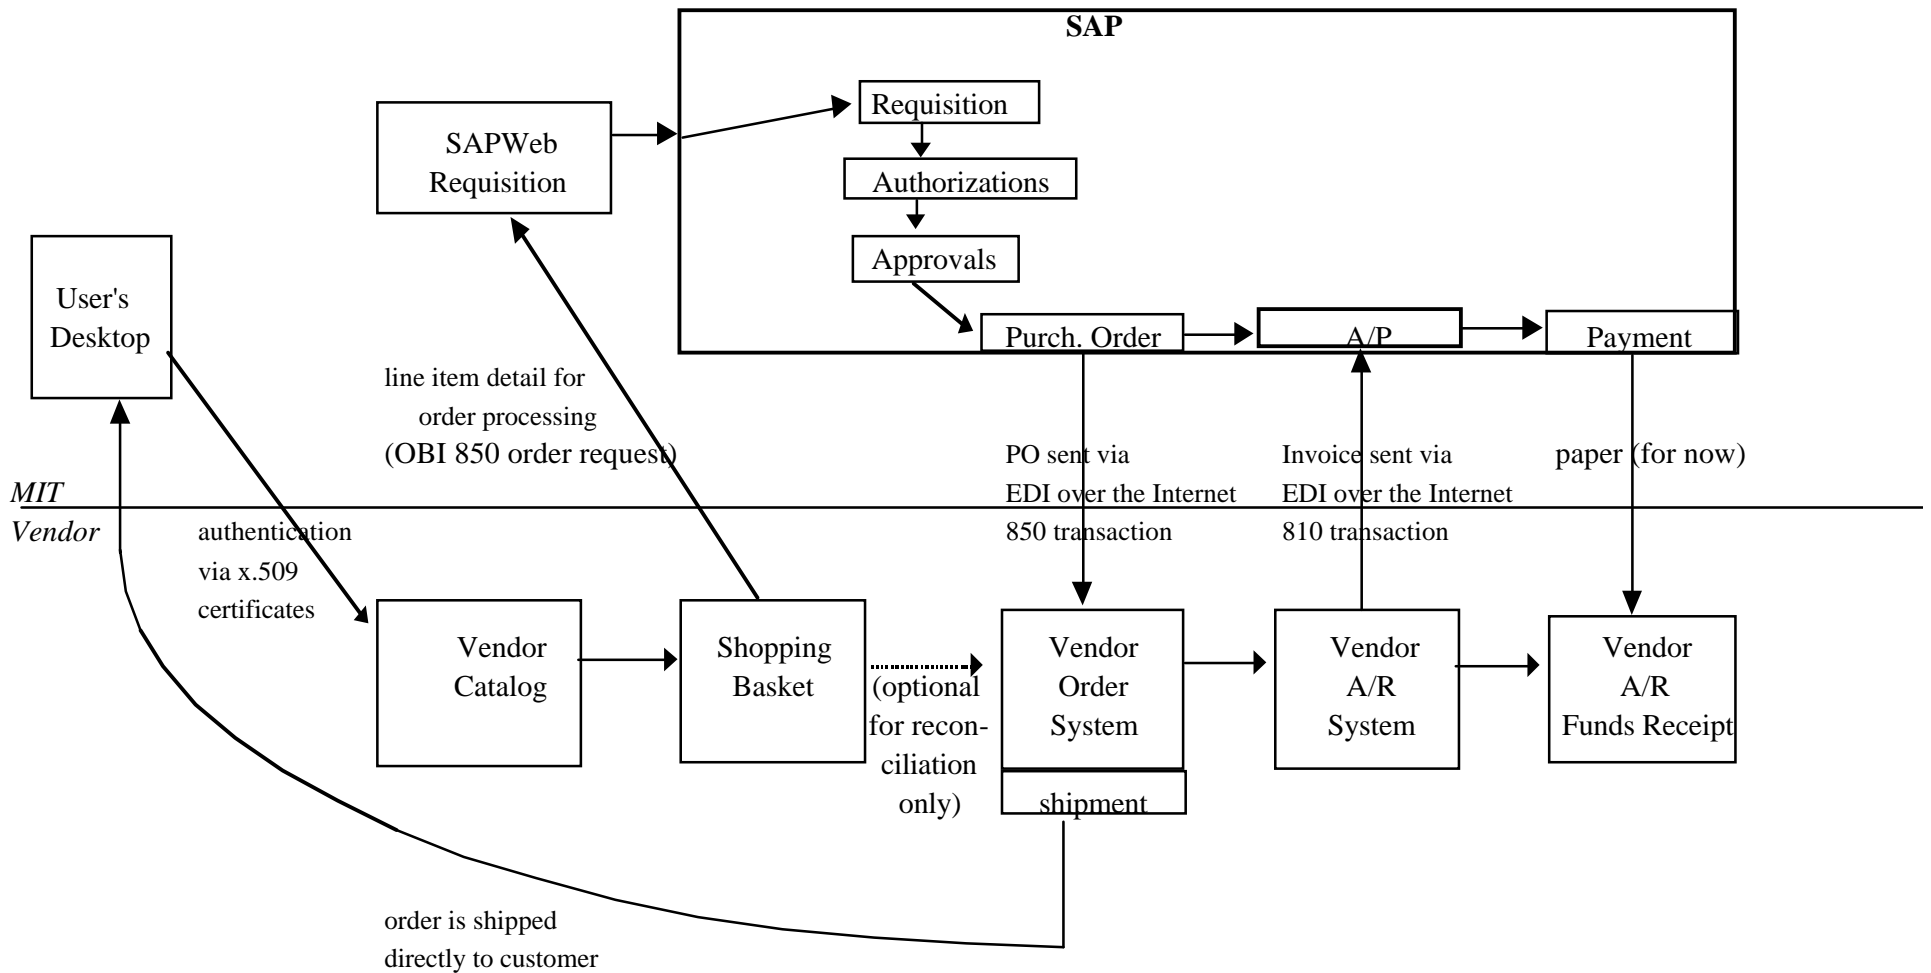 SAP
Requisition
SAPWeb
Requisition
Authorizations
Approvals
User's
Desktop
Purch. Order
A/P
Payment
line item detail for
order processing
(OBI 850 order request)
PO sent via
EDI over the Internet
850 transaction
Invoice sent via
EDI over the Internet
810 transaction
paper (for now)
MIT
Vendor
authentication
via x.509
certificates
Vendor
Catalog
Shopping
Basket
(optional
for recon-
ciliation
only)
Vendor
Order
System
shipment
Vendor
A/R
System
Vendor
A/R
Funds Receipt
order is shipped
directly to customer